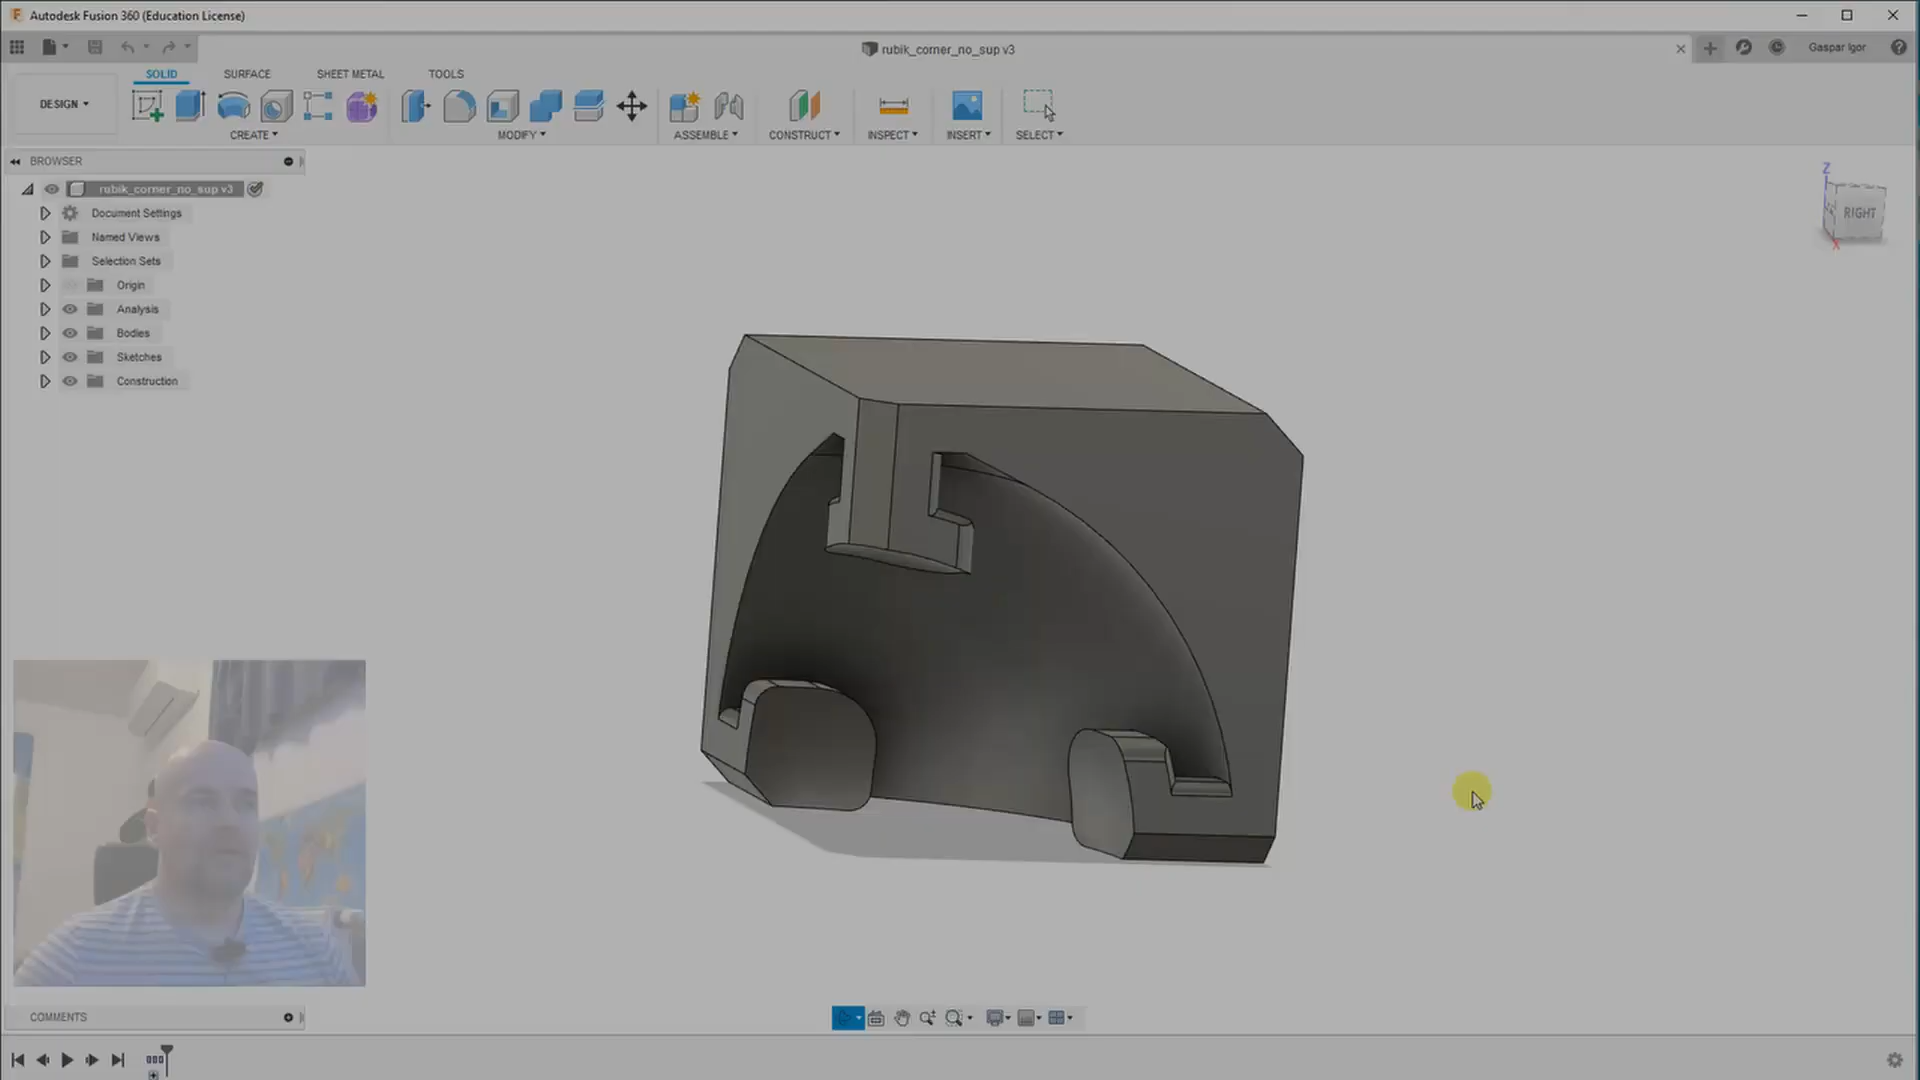 Autodesk Fusion 360 (Education License)
rubik_corner_no_sup v3
Gaspar Igor
SOLID
SURFACE
SHEET METAL
TOOLS
DESIGN
CREATE
MODIFY
ASSEMBLE
CONSTRUCT
INSPECT
INSERT
SELECT
BROWSER
rubik_corner_no_sup v3
Document Settings
Named Views
Selection Sets
Origin
Analysis
Bodies
Sketches
Construction
Z
RIGHT
X
COMMENTS